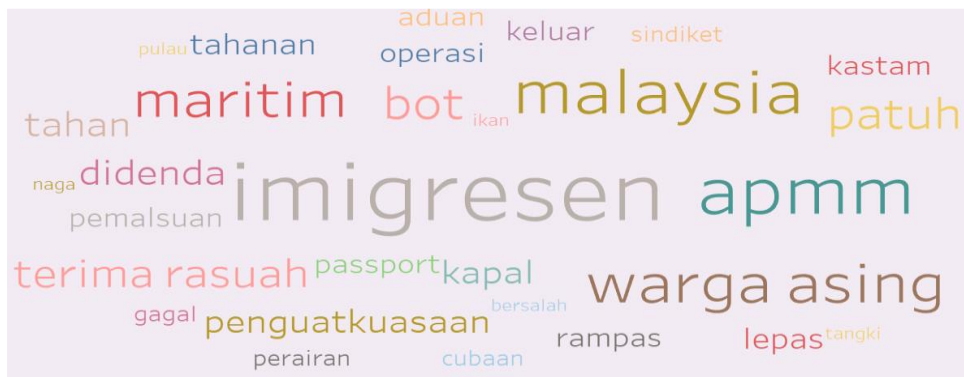 aduan
keluar
sindiket
pulau tahanan
operasi
kastam
maritim
bot
malaysia
patuh
tahan
ikan
naga didenda
imigresen
apmm
pemalsuan
terima rasuah
passport kapal
warga asing
gagal
penguatkuasaan
bersalah
rampas
lepas tangki
perairan
cubaan